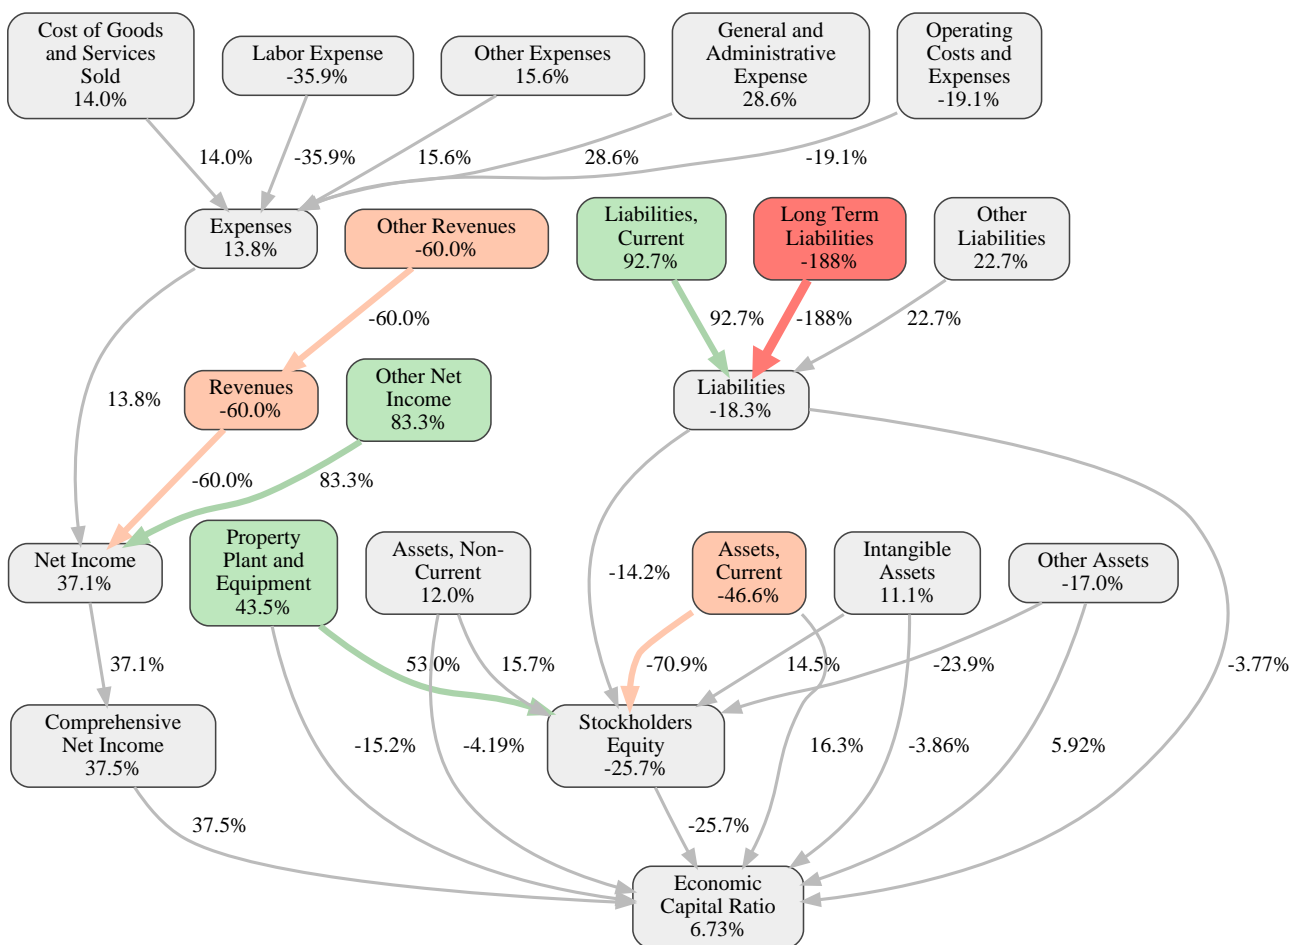 Cost of Goods
and Services
Sold
14.0%
Labor Expense
-35.9%
Other Expenses
15.6%
General and
Administrative
Expense
28.6%
Operating
Costs and
Expenses
-19.1%
14.0%
-35.9%
15.6%
28.6%
-19.1%
Expenses
13.8%
Other Revenues
-60.0%
Liabilities,
Current
92.7%
Long Term
Liabilities
-188%
Other
Liabilities
22.7%
-60.0%
92.7%
-188%
22.7%
13.8%
Revenues
-60.0%
Other Net
Income
83.3%
Liabilities
-18.3%
-60.0%
83.3%
Net Income
37.1%
Property
Plant and
Equipment
43.5%
Assets, Non-
Current
12.0%
-14.2%
Assets,
Current
-46.6%
Intangible
Assets
11.1%
Other Assets
-17.0%
37.1%
53.0%
15.7%
-70.9%
14.5%
-23.9%
-3.77%
Comprehensive
Net Income
37.5%
-15.2%
-4.19%
Stockholders
Equity
-25.7%
16.3%
-3.86%
5.92%
37.5%
-25.7%
Economic
Capital Ratio
6.73%